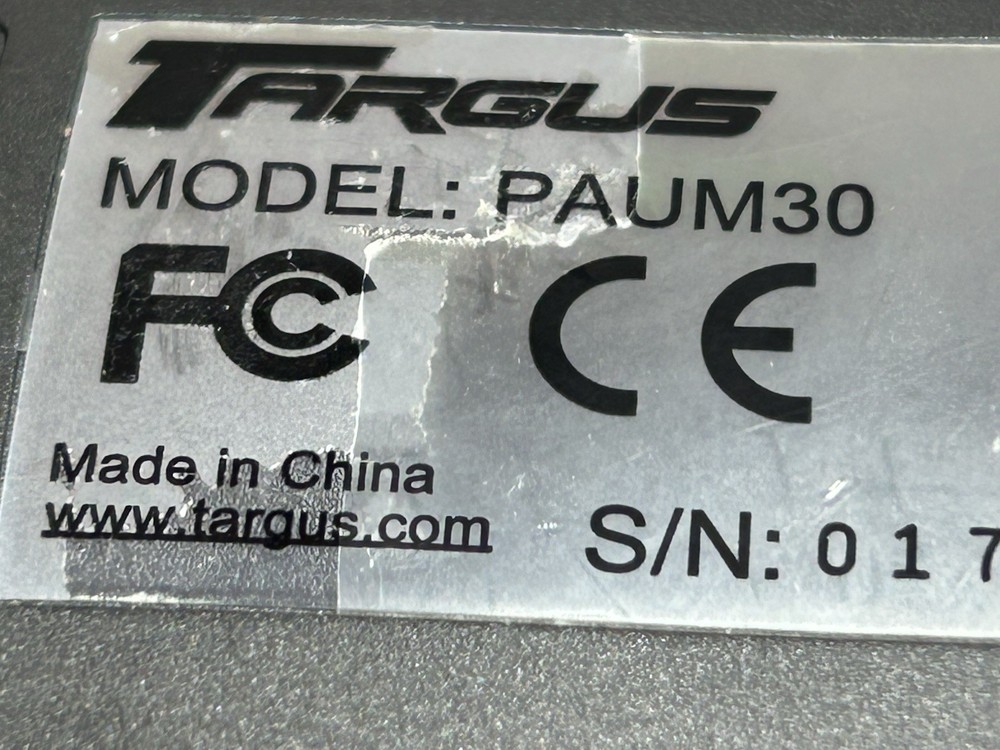 TARGUS
MODEL: PAUM30
FC CE
Made in China
www.targus.com
S/N: 0 1 7